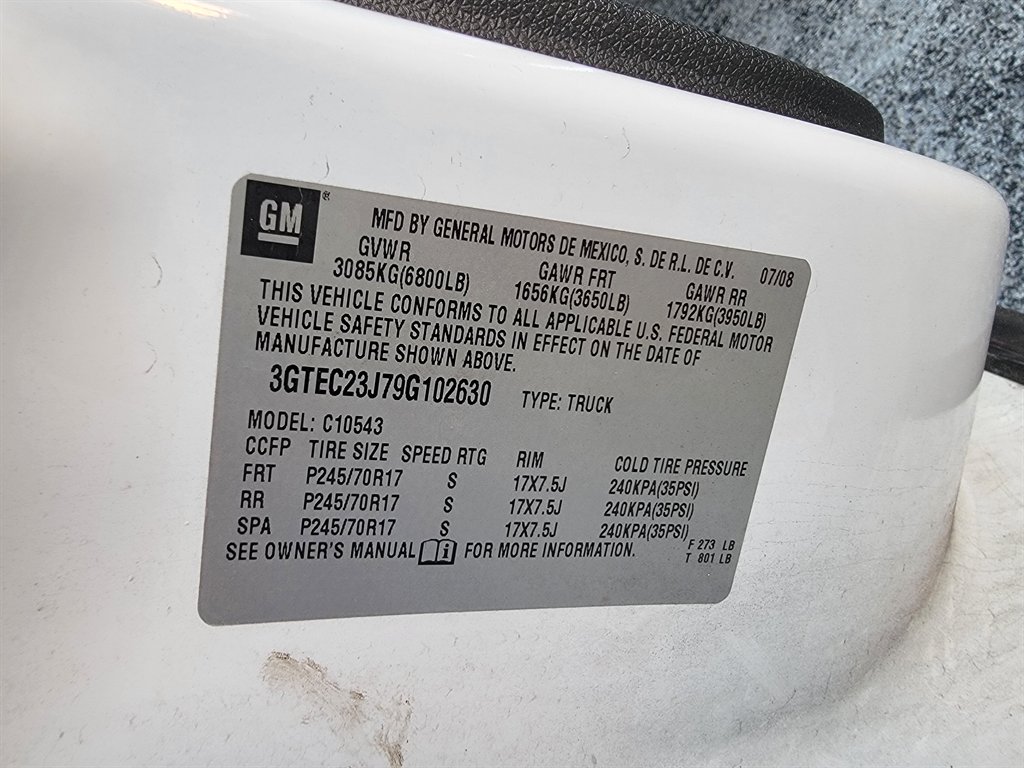 GM ®
MFD BY GENERAL MOTORS DE MEXICO, S. DE R.L. DE C.V. 07/08
GVWR GAWR FRT GAWR RR
3085KG(6800LB) 1656KG(3650LB) 1792KG(3950LB)
THIS VEHICLE CONFORMS TO ALL APPLICABLE U.S. FEDERAL MOTOR
VEHICLE SAFETY STANDARDS IN EFFECT ON THE DATE OF
MANUFACTURE SHOWN ABOVE.
3GTEC23J79G102630 TYPE: TRUCK
MODEL: C10543
CCFP TIRE SIZE SPEED RTG RIM COLD TIRE PRESSURE
FRT P245/70R17 S 17X7.5J 240KPA(35PSI)
RR P245/70R17 S 17X7.5J 240KPA(35PSI)
SPA P245/70R17 S 17X7.5J 240KPA(35PSI)
SEE OWNER'S MANUAL i FOR MORE INFORMATION.
F 273 LB
T 801 LB